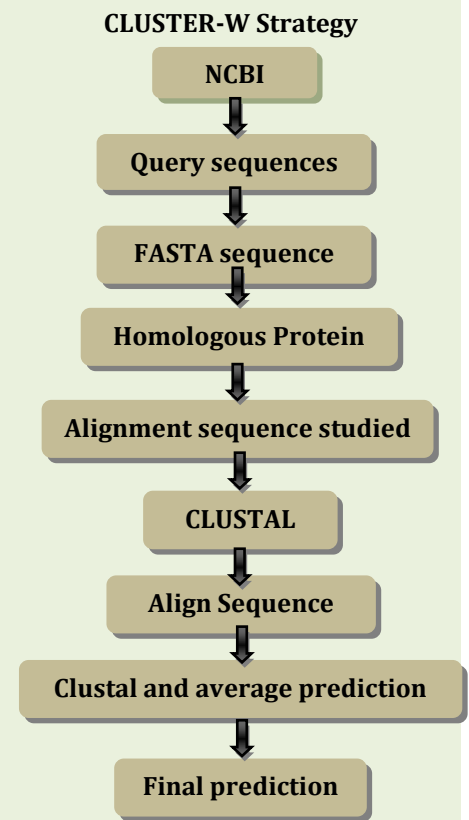 CLUSTER-W Strategy
NCBI
Query sequences
FASTA sequence
Homologous Protein
Alignment sequence studied
CLUSTAL
Align Sequence
Clustal and average prediction
Final prediction